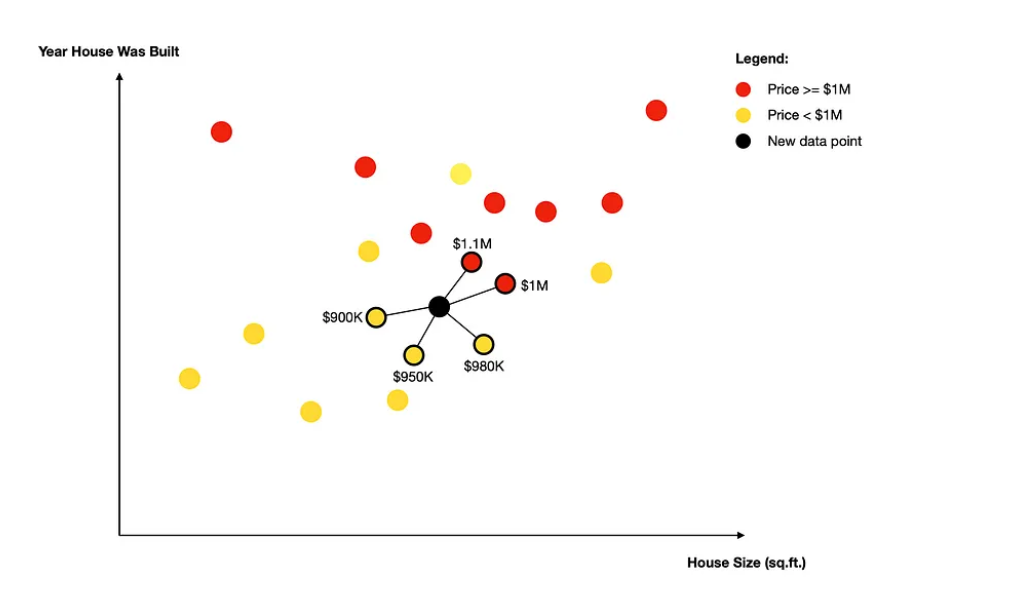 Year House Was Built
Legend:
Price >= $1M
Price < $1M
New data point
$1.1M
$1M
$900K
$980K
$950K
House Size (sq.ft.)